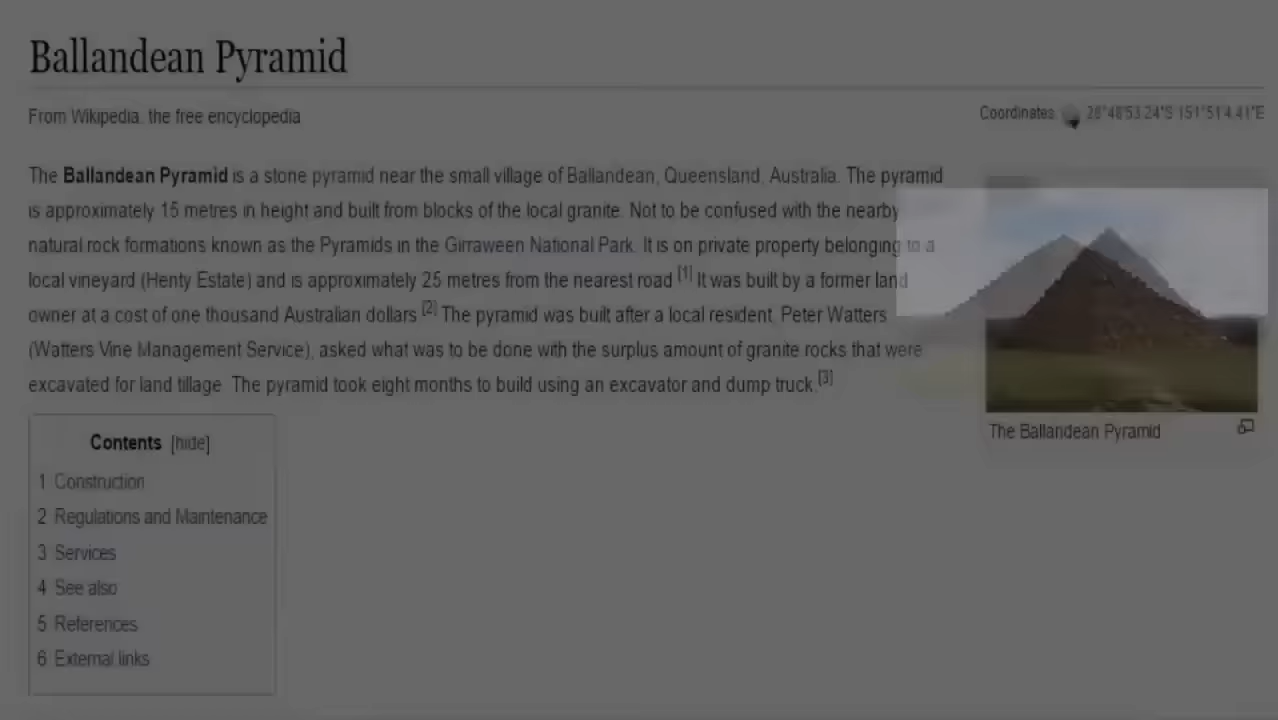 Ballandean Pyramid
From Wikipedia, the free encyclopedia
Coordinates 28°48'53.24"S 151°51'4.41"E
The Ballandean Pyramid is a stone pyramid near the small village of Ballandean, Queensland, Australia. The pyramid
is approximately 15 metres in height and built from blocks of the local granite. Not to be confused with the nearby
natural rock formations known as the Pyramids in the Girraween National Park. It is on private property belonging to a
local vineyard (Henty Estate) and is approximately 25 metres from the nearest road [1] It was built by a former land
owner at a cost of one thousand Australian dollars [2] The pyramid was built after a local resident, Peter Watters
(Watters Vine Management Service), asked what was to be done with the surplus amount of granite rocks that were
excavated for land tillage. The pyramid took eight months to build using an excavator and dump truck.[3]
The Ballandean Pyramid
Contents [hide]
1 Construction
2 Regulations and Maintenance
3 Services
4 See also
5 References
6 External links